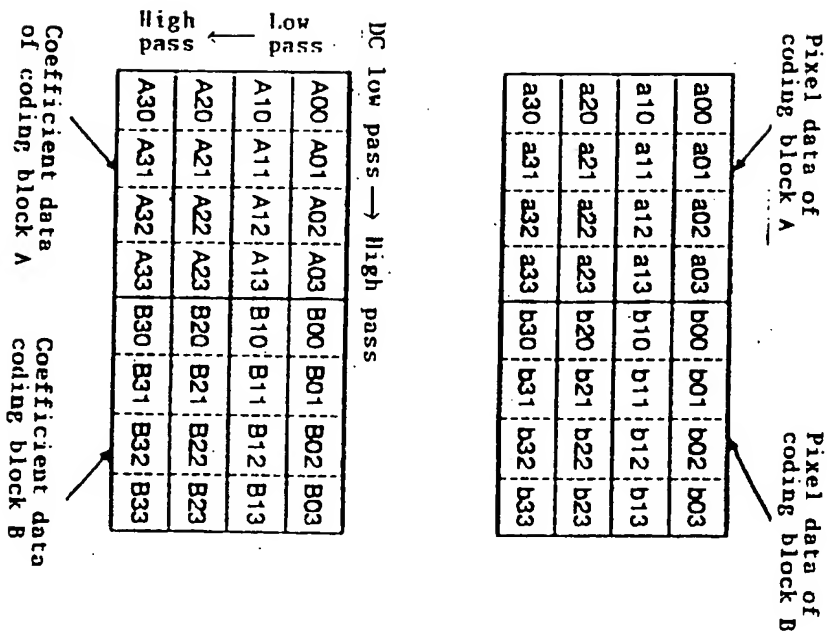 Pixel data of
coding block A
Pixel data of
coding block B
a00 a01 a02 a03 b00 b01 b02 b03
a10 a11 a12 a13 b10 b11 b12 b13
a20 a21 a22 a23 b20 b21 b22 b23
a30 a31 a32 a33 b30 b31 b32 b33
DC low pass → High pass
Low
pass
High
pass
A00 A01 A02 A03 B00 B01 B02 B03
A10 A11 A12 A13 B10 B11 B12 B13
A20 A21 A22 A23 B20 B21 B22 B23
A30 A31 A32 A33 B30 B31 B32 B33
Coefficient data
of coding block A
Coefficient data
coding block B